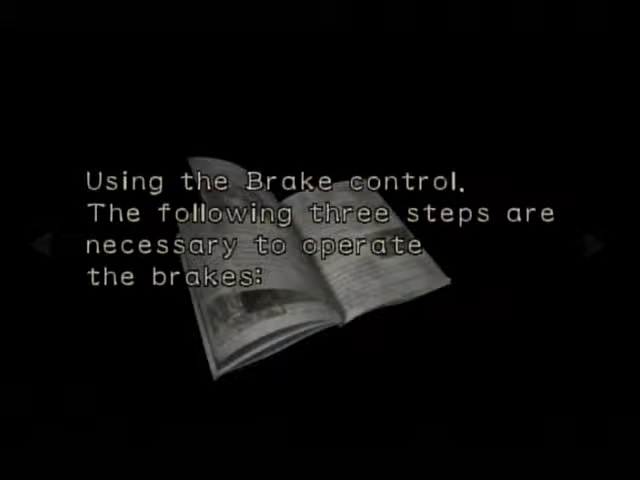 Using the Brake control.
The following three steps are
necessary to operate
the brakes: